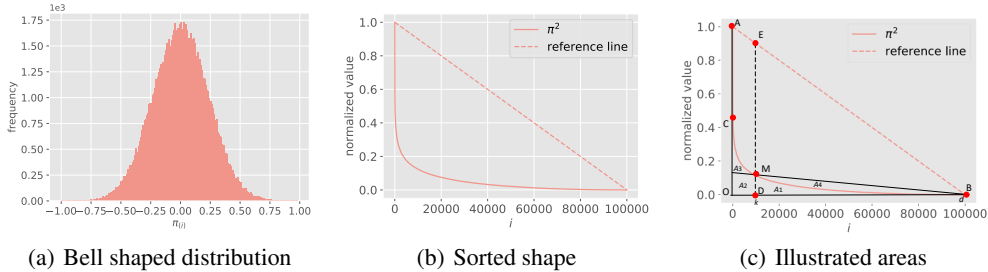 1e3
1.75
1.50
1.25
1.00
0.75
0.50
0.25
0.00
frequency
−1.00 −0.75 −0.50 −0.25 0.00 0.25 0.50 0.75 1.00
π(i)
(a) Bell shaped distribution
1.0
0.8
0.6
0.4
0.2
0.0
normalized value
π²
reference line
0 20000 40000 60000 80000 100000
i
(b) Sorted shape
1.0
0.8
0.6
0.4
0.2
0.0
normalized value
π²
reference line
A
E
C
M
A3
A2
A1
A4
O
D
B
k
d
0 20000 40000 60000 80000 100000
i
(c) Illustrated areas